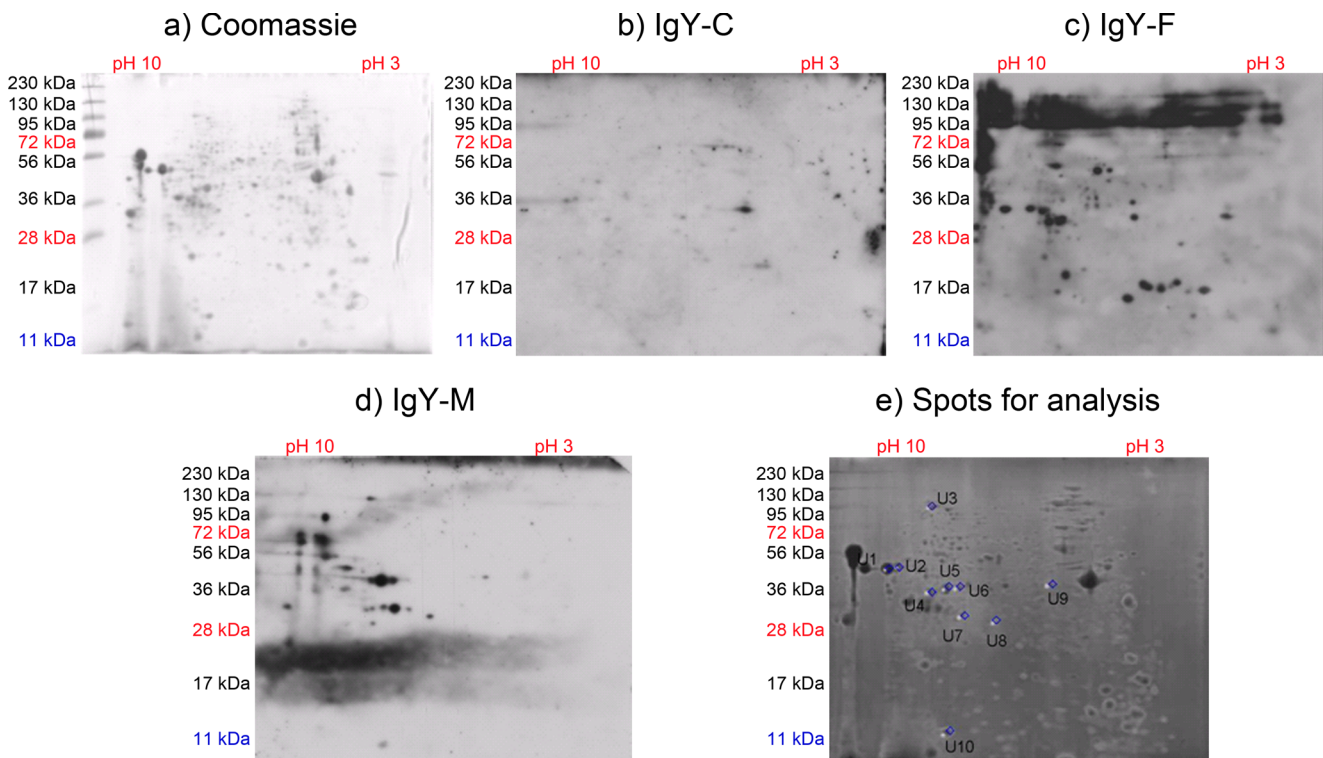 a) Coomassie
pH 10 pH 3
230 kDa
130 kDa
95 kDa
72 kDa
56 kDa
36 kDa
28 kDa
17 kDa
11 kDa
b) IgY-C
pH 10 pH 3
230 kDa
130 kDa
95 kDa
72 kDa
56 kDa
36 kDa
28 kDa
17 kDa
11 kDa
c) IgY-F
pH 10 pH 3
230 kDa
130 kDa
95 kDa
72 kDa
56 kDa
36 kDa
28 kDa
17 kDa
11 kDa
d) IgY-M
pH 10 pH 3
230 kDa
130 kDa
95 kDa
72 kDa
56 kDa
36 kDa
28 kDa
17 kDa
11 kDa
e) Spots for analysis
pH 10 pH 3
230 kDa
130 kDa
95 kDa
72 kDa
56 kDa
36 kDa
28 kDa
17 kDa
11 kDa
U3
U1 U2
U5 U6
U4 U9
U7 U8
U10